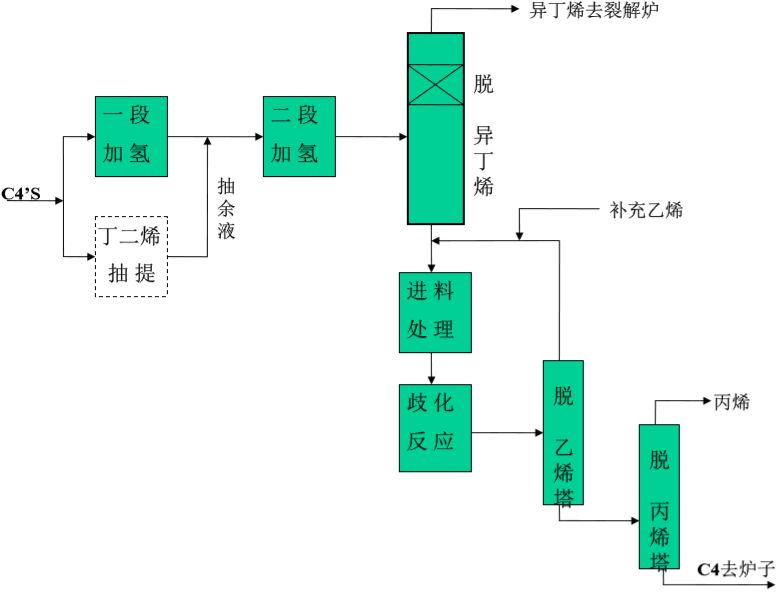 异丁烯去裂解炉
脱
异丁烯
一段
加氢
二段
加氢
C4’S
抽余液
丁二烯
抽提
补充乙烯
进料
处理
歧化
反应
脱
乙烯塔
丙烯
脱
丙烯塔
C4去炉子